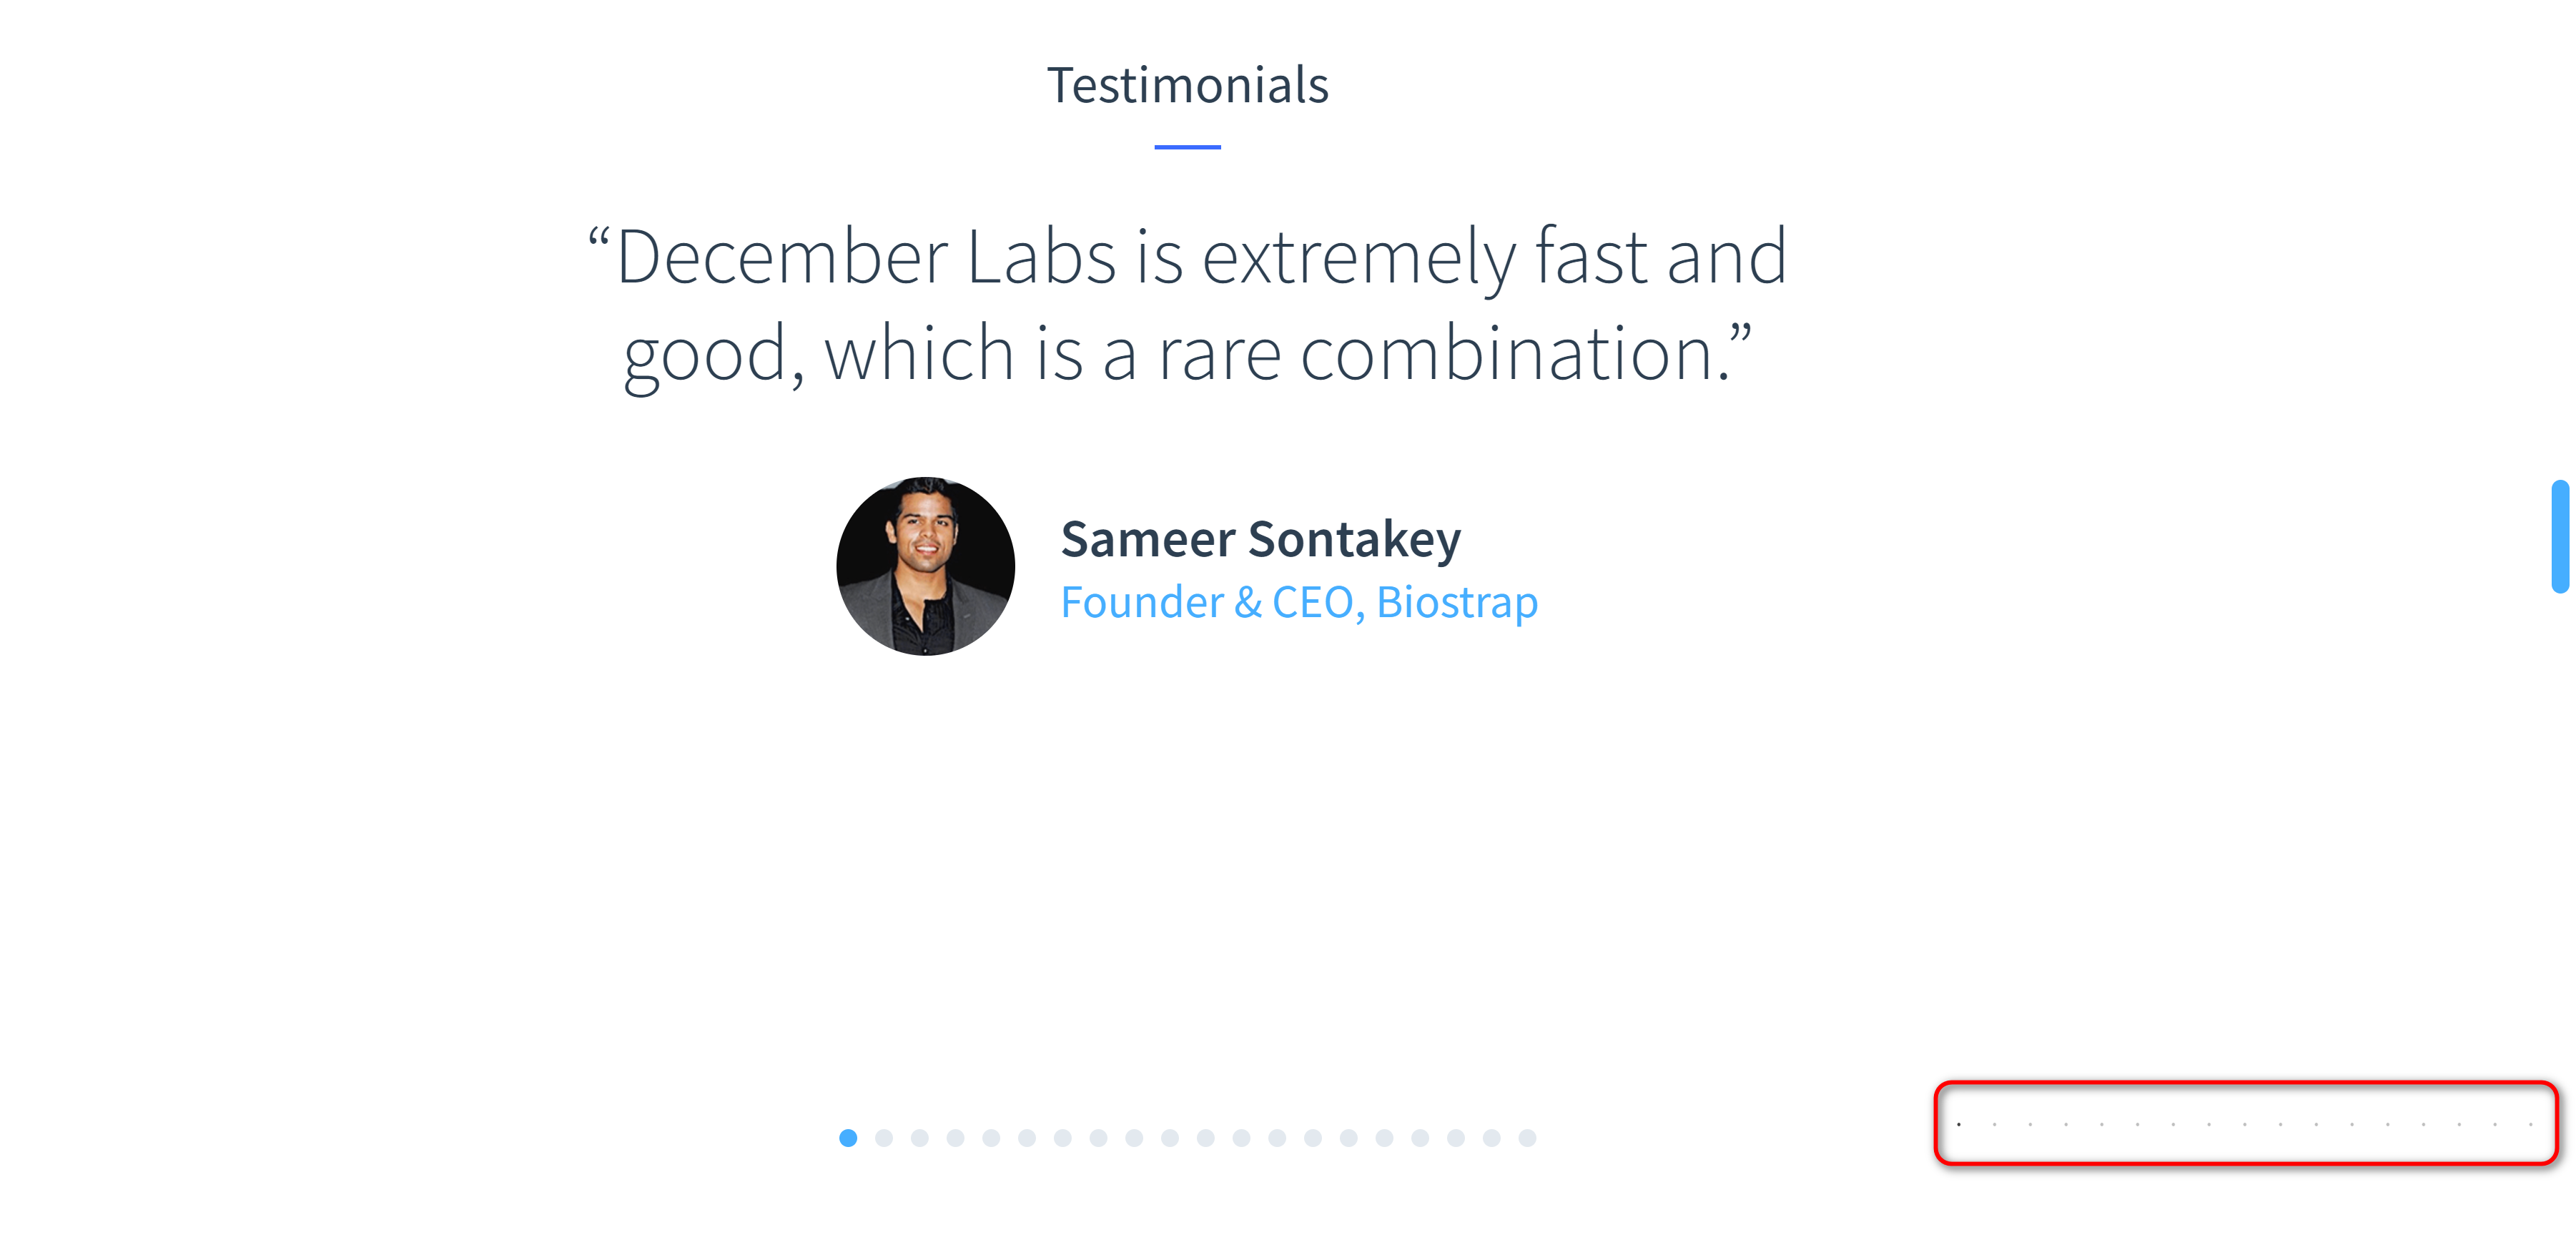 Testimonials
“December Labs is extremely fast and
good, which is a rare combination.”
Sameer Sontakey
Founder & CEO, Biostrap